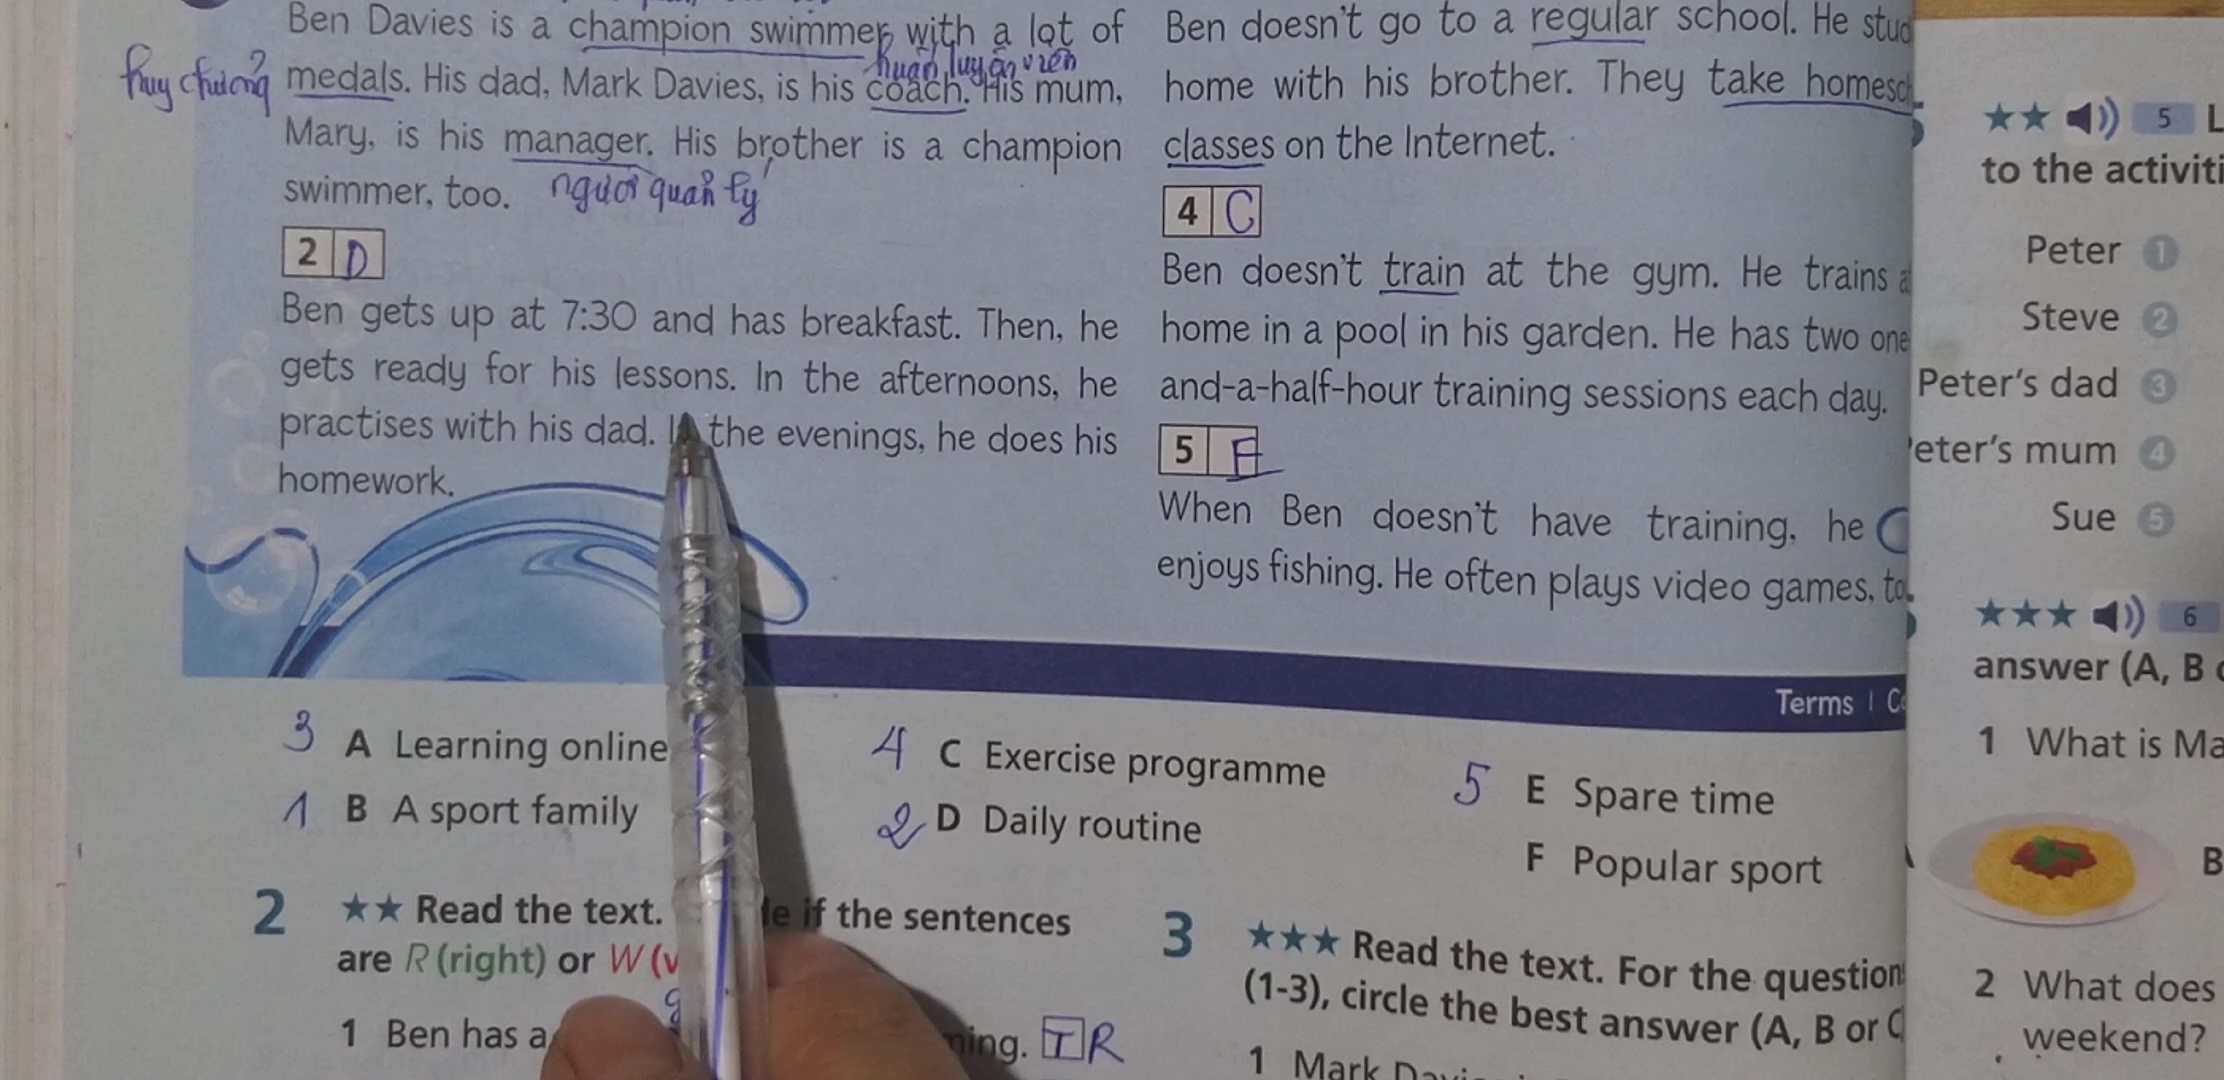 Ben Davies is a champion swimmer with a lot of
huấn luyện viên
huy chương medals. His dad, Mark Davies, is his coach. His mum,
Mary, is his manager. His brother is a champion
swimmer, too. người quản lý
2 D
Ben gets up at 7:30 and has breakfast. Then, he
gets ready for his lessons. In the afternoons, he
practises with his dad. the evenings, he does his
homework.
Ben doesn't go to a regular school. He stud
home with his brother. They take homesc
classes on the Internet.
4 C
Ben doesn't train at the gym. He trains a
home in a pool in his garden. He has two one
and-a-half-hour training sessions each day.
5 E
When Ben doesn't have training, he
enjoys fishing. He often plays video games, to
Terms | Co
3 A Learning online
1 B A sport family
4 C Exercise programme
2 D Daily routine
5 E Spare time
F Popular sport
2 ★★ Read the text. if the sentences
are R (right) or W (
1 Ben has a ing. T R
3 ★★★ Read the text. For the question
(1-3), circle the best answer (A, B or C
1 Mark Davi
★★ 5 L
to the activiti
Peter 1
Steve 2
Peter's dad 3
eter's mum 4
Sue 5
★★★ 6
answer (A, B
1 What is Ma
B
2 What does
weekend?